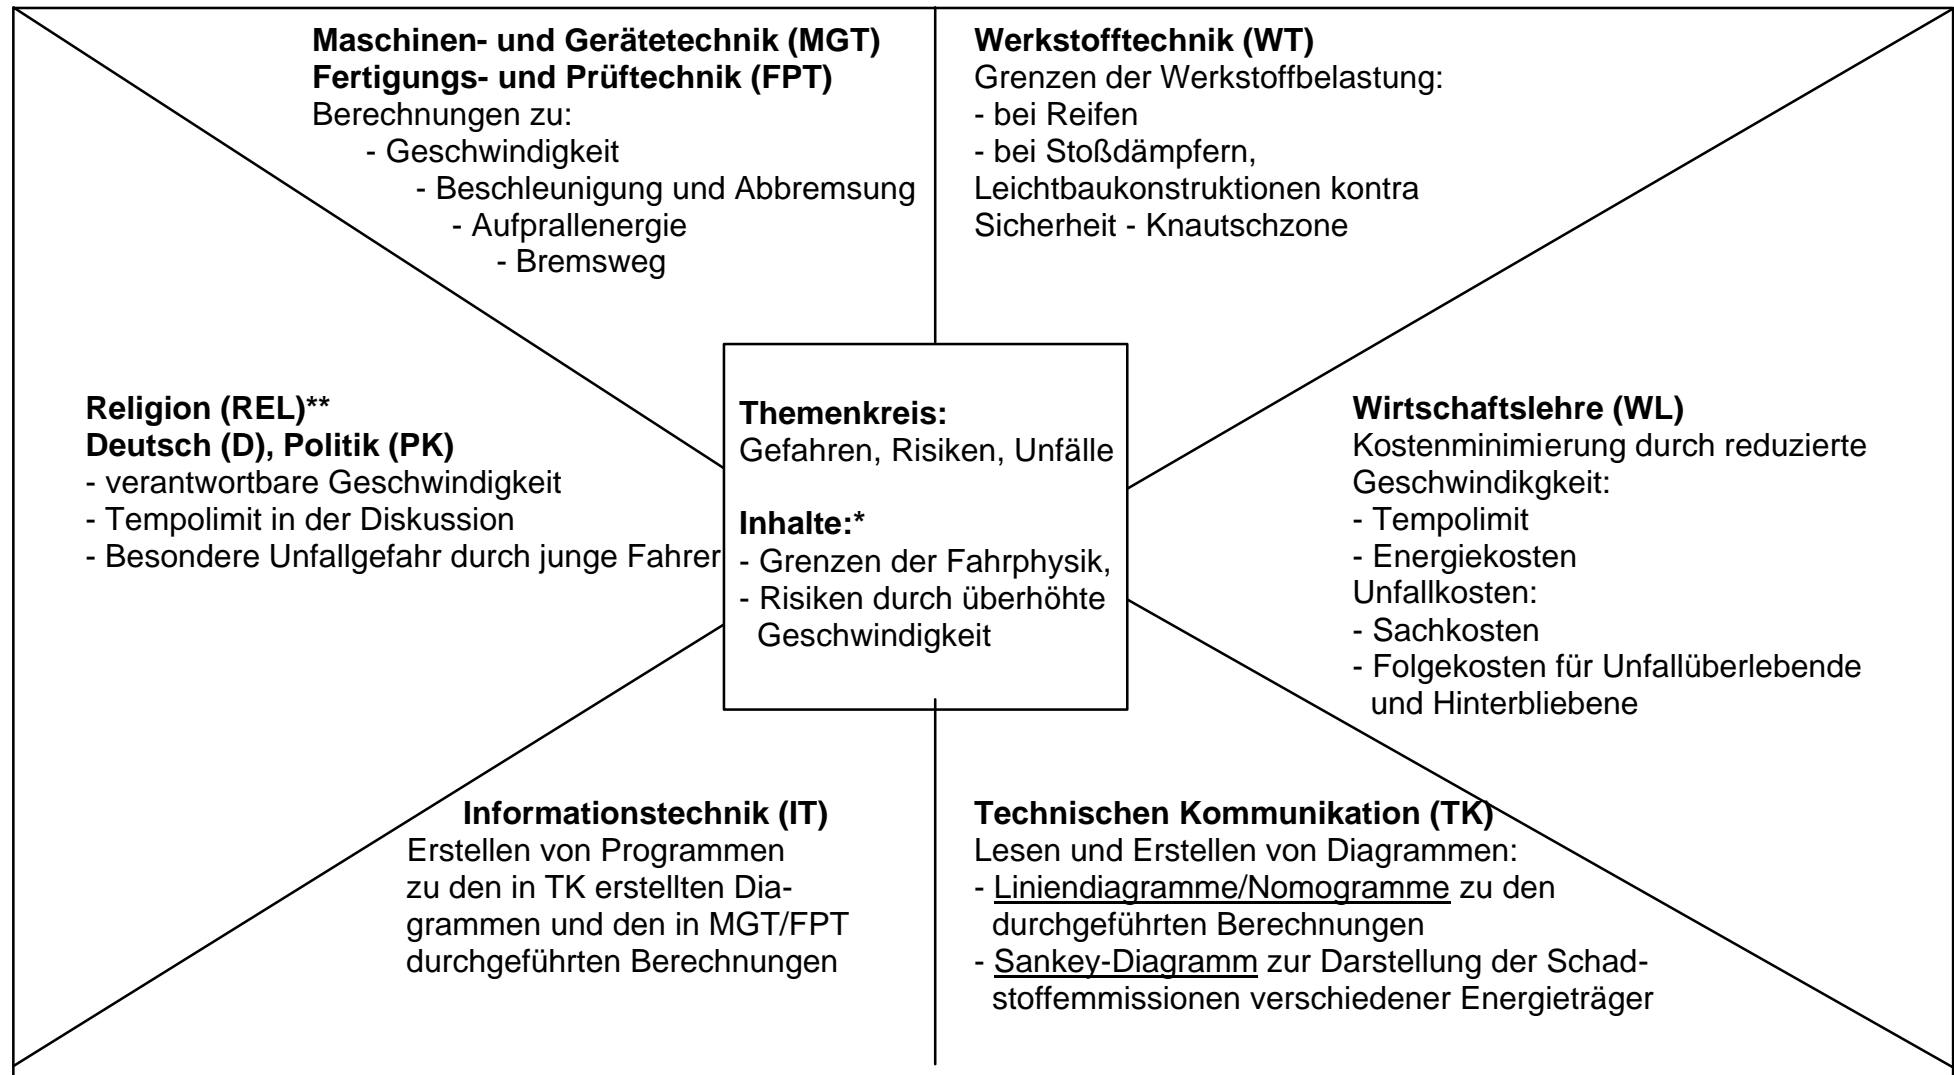 Maschinen- und Gerätetechnik (MGT)
Fertigungs- und Prüftechnik (FPT)
Berechnungen zu:
- Geschwindigkeit
- Beschleunigung und Abbremsung
- Aufprallenergie
- Bremsweg
Werkstofftechnik (WT)
Grenzen der Werkstoffbelastung:
- bei Reifen
- bei Stoßdämpfern,
Leichtbaukonstruktionen kontra
Sicherheit - Knautschzone
Religion (REL)**
Deutsch (D), Politik (PK)
- verantwortbare Geschwindigkeit
- Tempolimit in der Diskussion
- Besondere Unfallgefahr durch junge Fahrer
Themenkreis:
Gefahren, Risiken, Unfälle
Inhalte:*
- Grenzen der Fahrphysik,
- Risiken durch überhöhte
Geschwindigkeit
Wirtschaftslehre (WL)
Kostenminimierung durch reduzierte
Geschwindikgkeit:
- Tempolimit
- Energiekosten
Unfallkosten:
- Sachkosten
- Folgekosten für Unfallüberlebende
und Hinterbliebene
Informationstechnik (IT)
Erstellen von Programmen
zu den in TK erstellten Dia-
grammen und den in MGT/FPT
durchgeführten Berechnungen
Technischen Kommunikation (TK)
Lesen und Erstellen von Diagrammen:
- Liniendiagramme/Nomogramme zu den
durchgeführten Berechnungen
- Sankey-Diagramm zur Darstellung der Schad-
stoffemmissionen verschiedener Energieträger